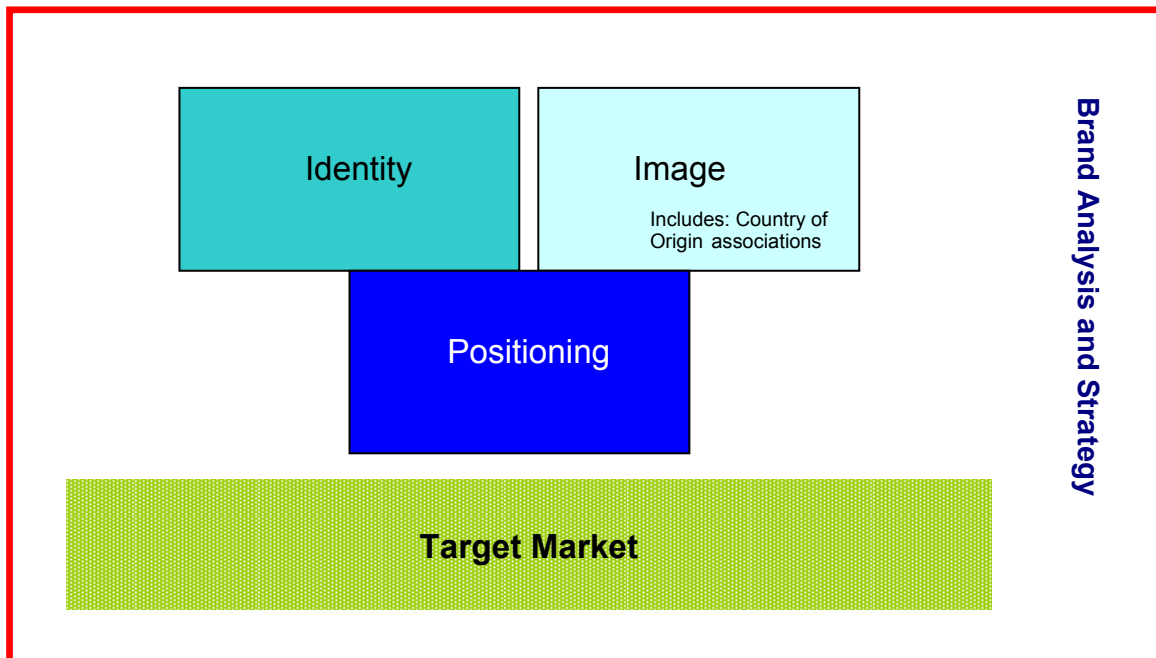 Identity
Image
Includes: Country of
Origin associations
Positioning
Target Market
Brand Analysis and Strategy